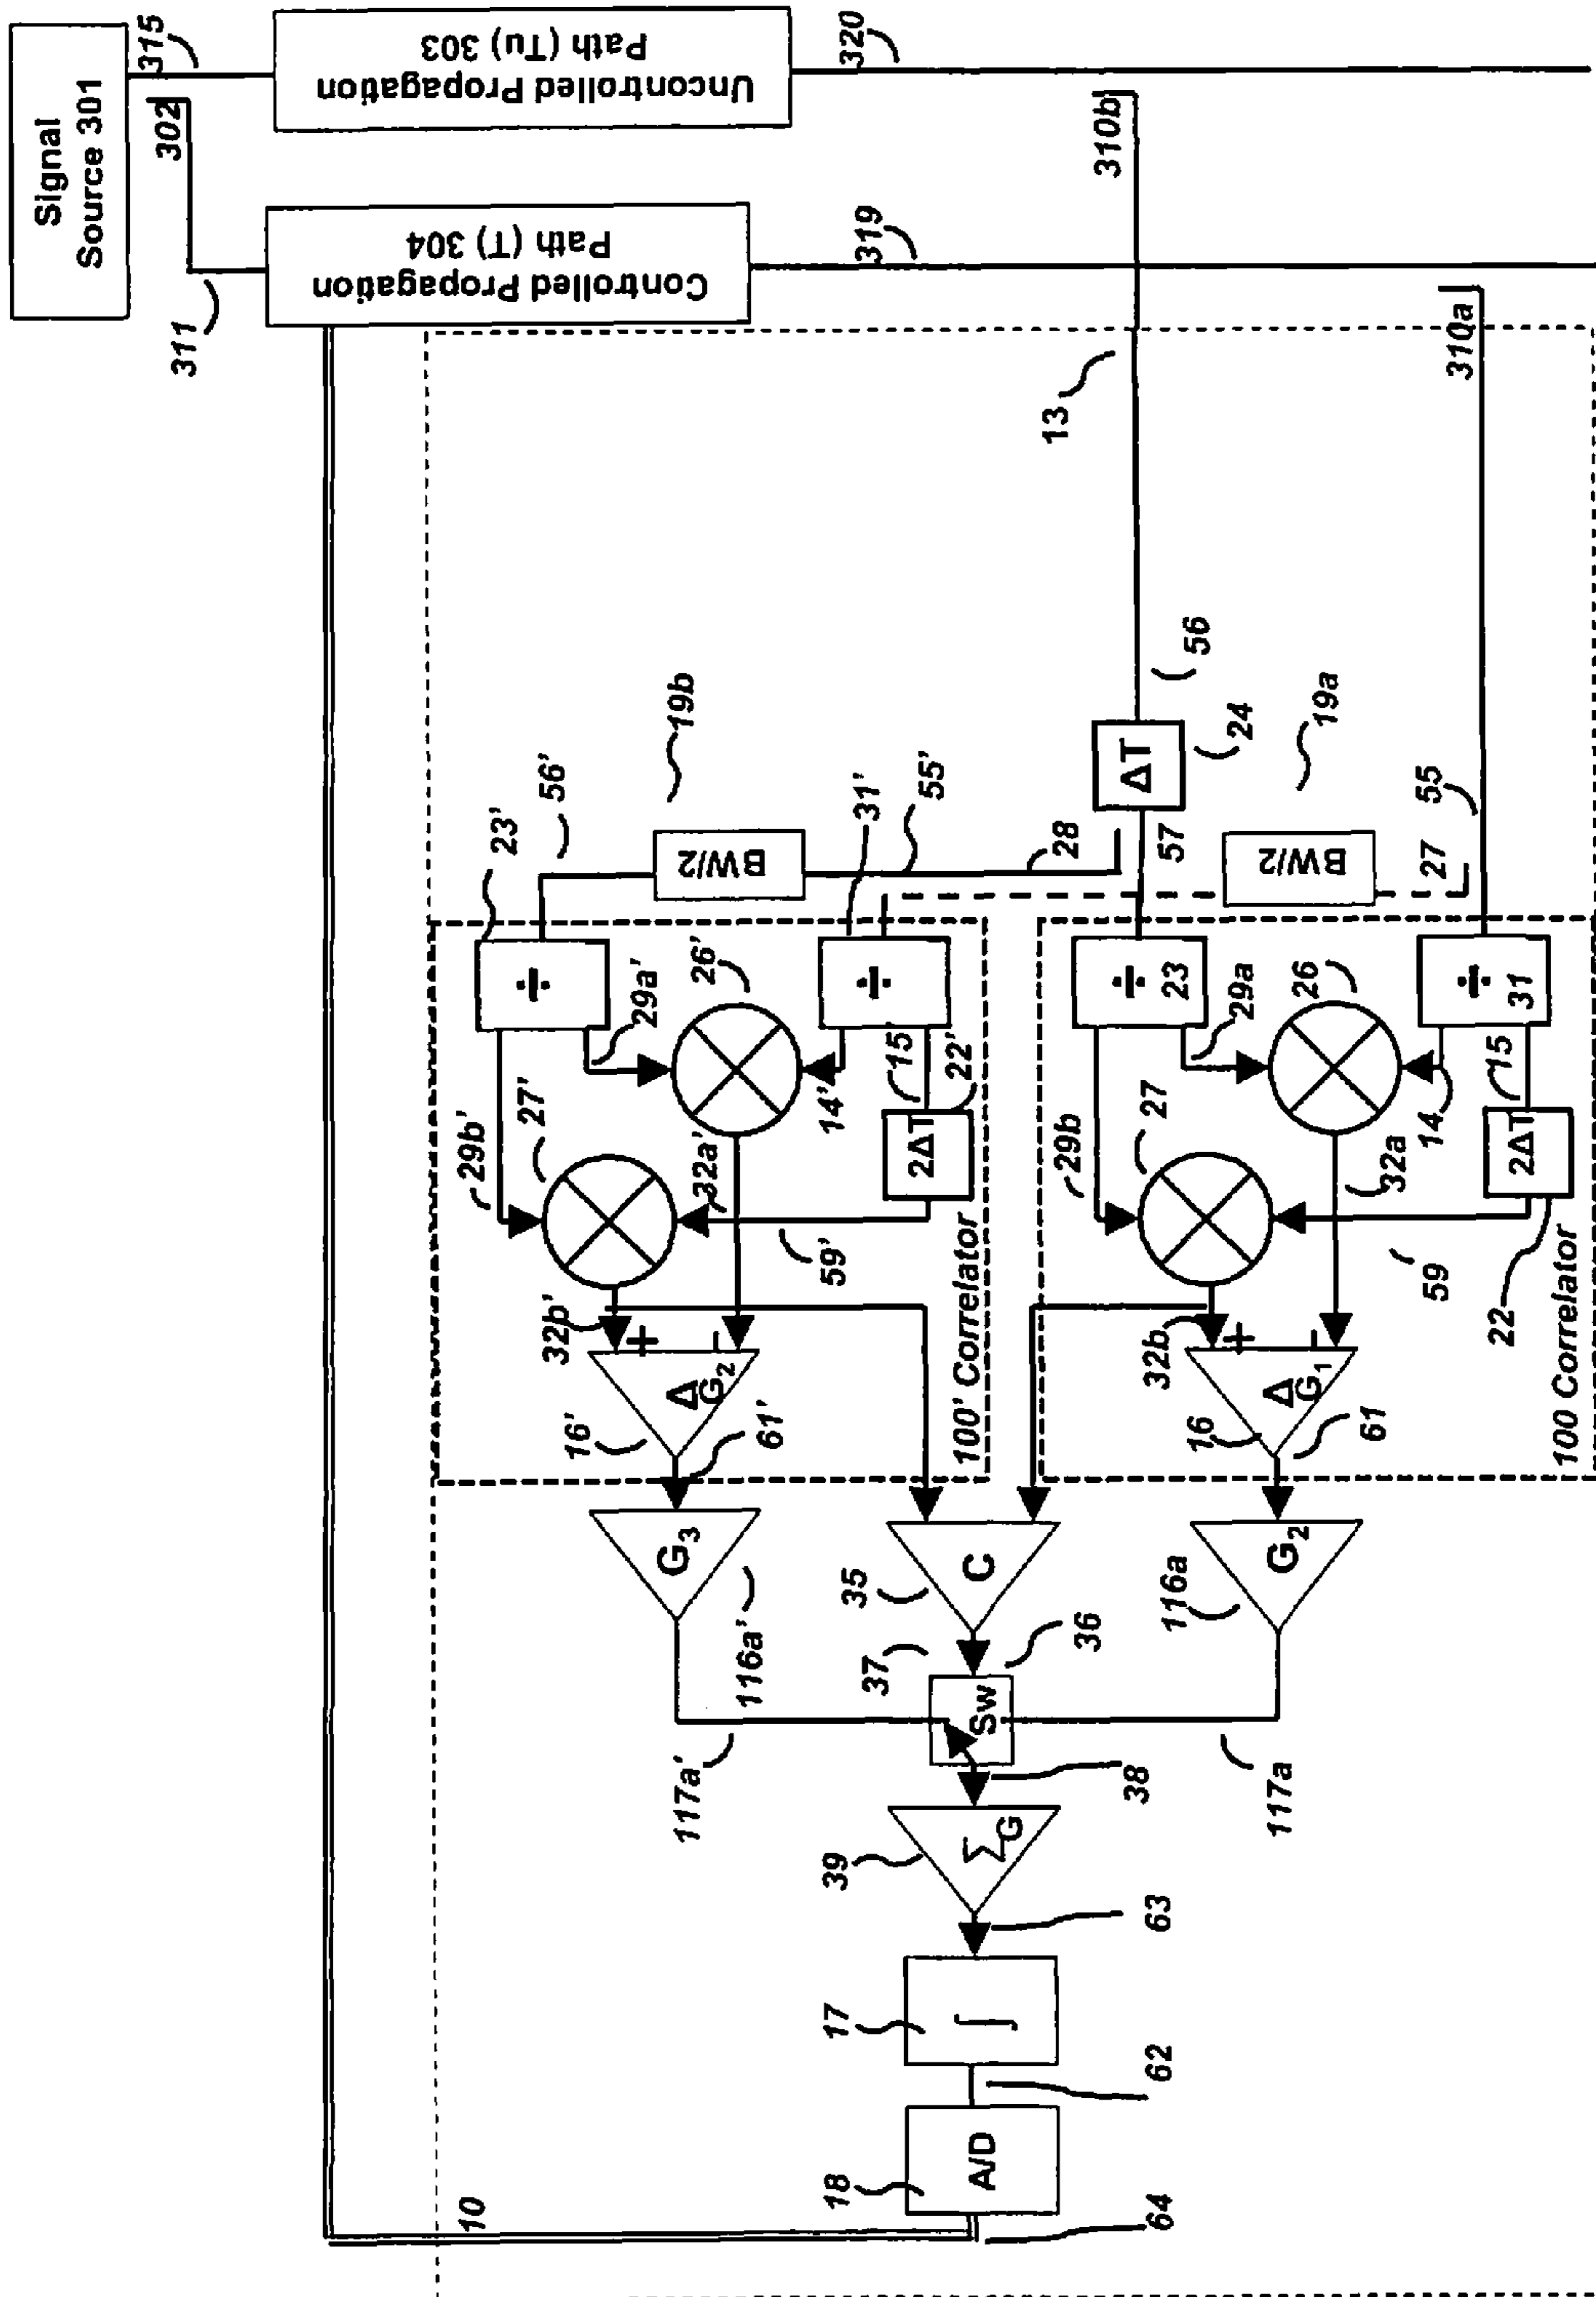 Signal
Source 301
315
302
311
Uncontrolled Propagation
Path (Tu) 303
Controlled Propagation
Path (T) 304
320
319
310b
310a
13
56
24
ΔT
57
55
19b
19a
56'
23'
31'
55'
28
27
BW/2
BW/2
÷
÷
÷
23
÷
31
29a'
26'
29b'
27'
14'
15
22'
2ΔT
32a'
59'
32b'
+
-
Δ
G2
16'
61'
100' Correlator
29a
26
29b
27
14
15
2ΔT
22
32a
59
32b
+
-
Δ
G1
16
61
100 Correlator
G3
116a'
117a'
C
35
37
36
Sw
38
G2
116a
117a
ΣG
39
63
17
∫
62
18
A/D
64
10